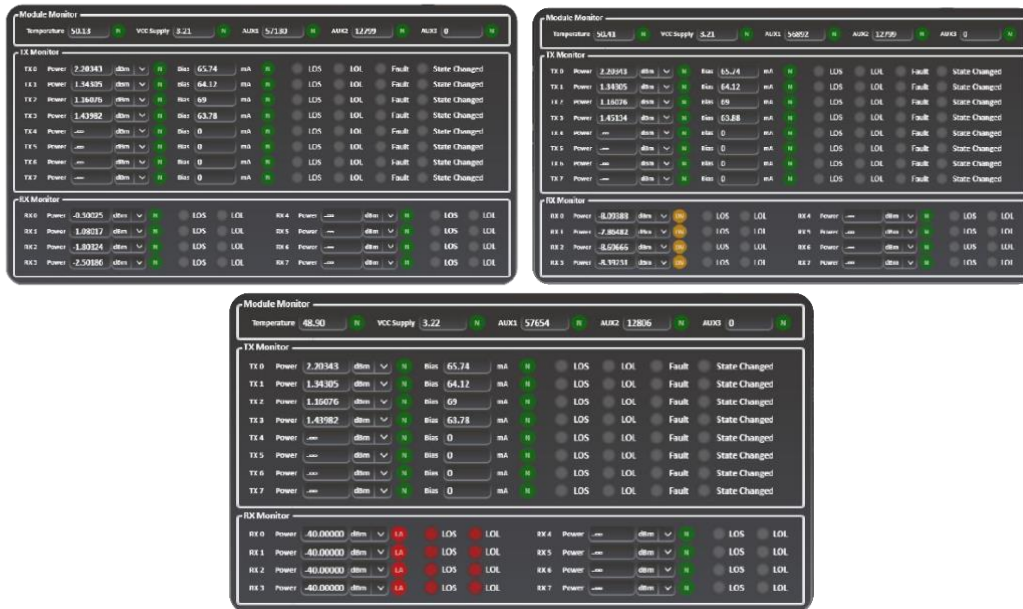 Module Monitor
Temperature 50.13 N VCC Supply 3.21 N AUX1 57130 N AUX2 12799 N AUX3 0 N
TX Monitor
TX 0 Power 2.20343 dBm N Bias 65.74 mA N LOS LOL Fault State Changed
TX 1 Power 1.34305 dBm N Bias 64.12 mA N LOS LOL Fault State Changed
TX 2 Power 1.16076 dBm N Bias 69 mA N LOS LOL Fault State Changed
TX 3 Power 1.43982 dBm N Bias 63.78 mA N LOS LOL Fault State Changed
TX 4 Power -∞ dBm N Bias 0 mA N LOS LOL Fault State Changed
TX 5 Power -∞ dBm N Bias 0 mA N LOS LOL Fault State Changed
TX 6 Power -∞ dBm N Bias 0 mA N LOS LOL Fault State Changed
TX 7 Power -∞ dBm N Bias 0 mA N LOS LOL Fault State Changed
RX Monitor
RX 0 Power dBm N LOS LOL RX 4 Power -∞ dBm N LOS LOL
RX 1 Power -1.08017 dBm N LOS LOL RX 5 Power -∞ dBm N LOS LOL
RX 2 Power -1.80324 dBm N LOS LOL RX 6 Power -∞ dBm N LOS LOL
RX 3 Power -2.50186 dBm N LOS LOL RX 7 Power -∞ dBm N LOS LOL
Module Monitor
Temperature 50.41 N VCC Supply 3.21 N AUX1 56892 N AUX2 12799 N AUX3 0 N
TX Monitor
TX 0 Power 2.20343 dBm N Bias 65.74 mA N LOS LOL Fault State Changed
TX 1 Power 1.34305 dBm N Bias 64.12 mA N LOS LOL Fault State Changed
TX 2 Power 1.16076 dBm N Bias 69 mA N LOS LOL Fault State Changed
TX 3 Power 1.45134 dBm N Bias 63.88 mA N LOS LOL Fault State Changed
TX 4 Power -∞ dBm N Bias 0 mA N LOS LOL Fault State Changed
TX 5 Power -∞ dBm N Bias 0 mA N LOS LOL Fault State Changed
TX 6 Power -∞ dBm N Bias 0 mA N LOS LOL Fault State Changed
TX 7 Power -∞ dBm N Bias 0 mA N LOS LOL Fault State Changed
RX Monitor
RX 0 Power -8.09388 dBm LOS LOL RX 4 Power -∞ dBm N LOS LOL
RX 1 Power -7.86482 dBm LOS LOL RX 5 Power -∞ dBm N LOS LOL
RX 2 Power -8.69666 dBm LOS LOL RX 6 Power -∞ dBm N LOS LOL
RX 3 Power -8.39251 dBm LOS LOL RX 7 Power -∞ dBm N LOS LOL
Module Monitor
Temperature 48.90 N VCC Supply 3.22 N AUX1 57654 N AUX2 12806 N AUX3 0 N
TX Monitor
TX 0 Power 2.20343 dBm N Bias 65.74 mA N LOS LOL Fault State Changed
TX 1 Power 1.34305 dBm N Bias 64.12 mA N LOS LOL Fault State Changed
TX 2 Power 1.16076 dBm N Bias 69 mA N LOS LOL Fault State Changed
TX 3 Power 1.43982 dBm N Bias 63.78 mA N LOS LOL Fault State Changed
TX 4 Power -∞ dBm N Bias 0 mA N LOS LOL Fault State Changed
TX 5 Power -∞ dBm N Bias 0 mA N LOS LOL Fault State Changed
TX 6 Power -∞ dBm N Bias 0 mA N LOS LOL Fault State Changed
TX 7 Power -∞ dBm N Bias 0 mA N LOS LOL Fault State Changed
RX Monitor
RX 0 Power -40.00000 dBm LA LOS LOL RX 4 Power -∞ dBm N LOS LOL
RX 1 Power -40.00000 dBm LA LOS LOL RX 5 Power -∞ dBm N LOS LOL
RX 2 Power -40.00000 dBm LA LOS LOL RX 6 Power -∞ dBm N LOS LOL
RX 3 Power -40.00000 dBm LA LOS LOL RX 7 Power -∞ dBm N LOS LOL